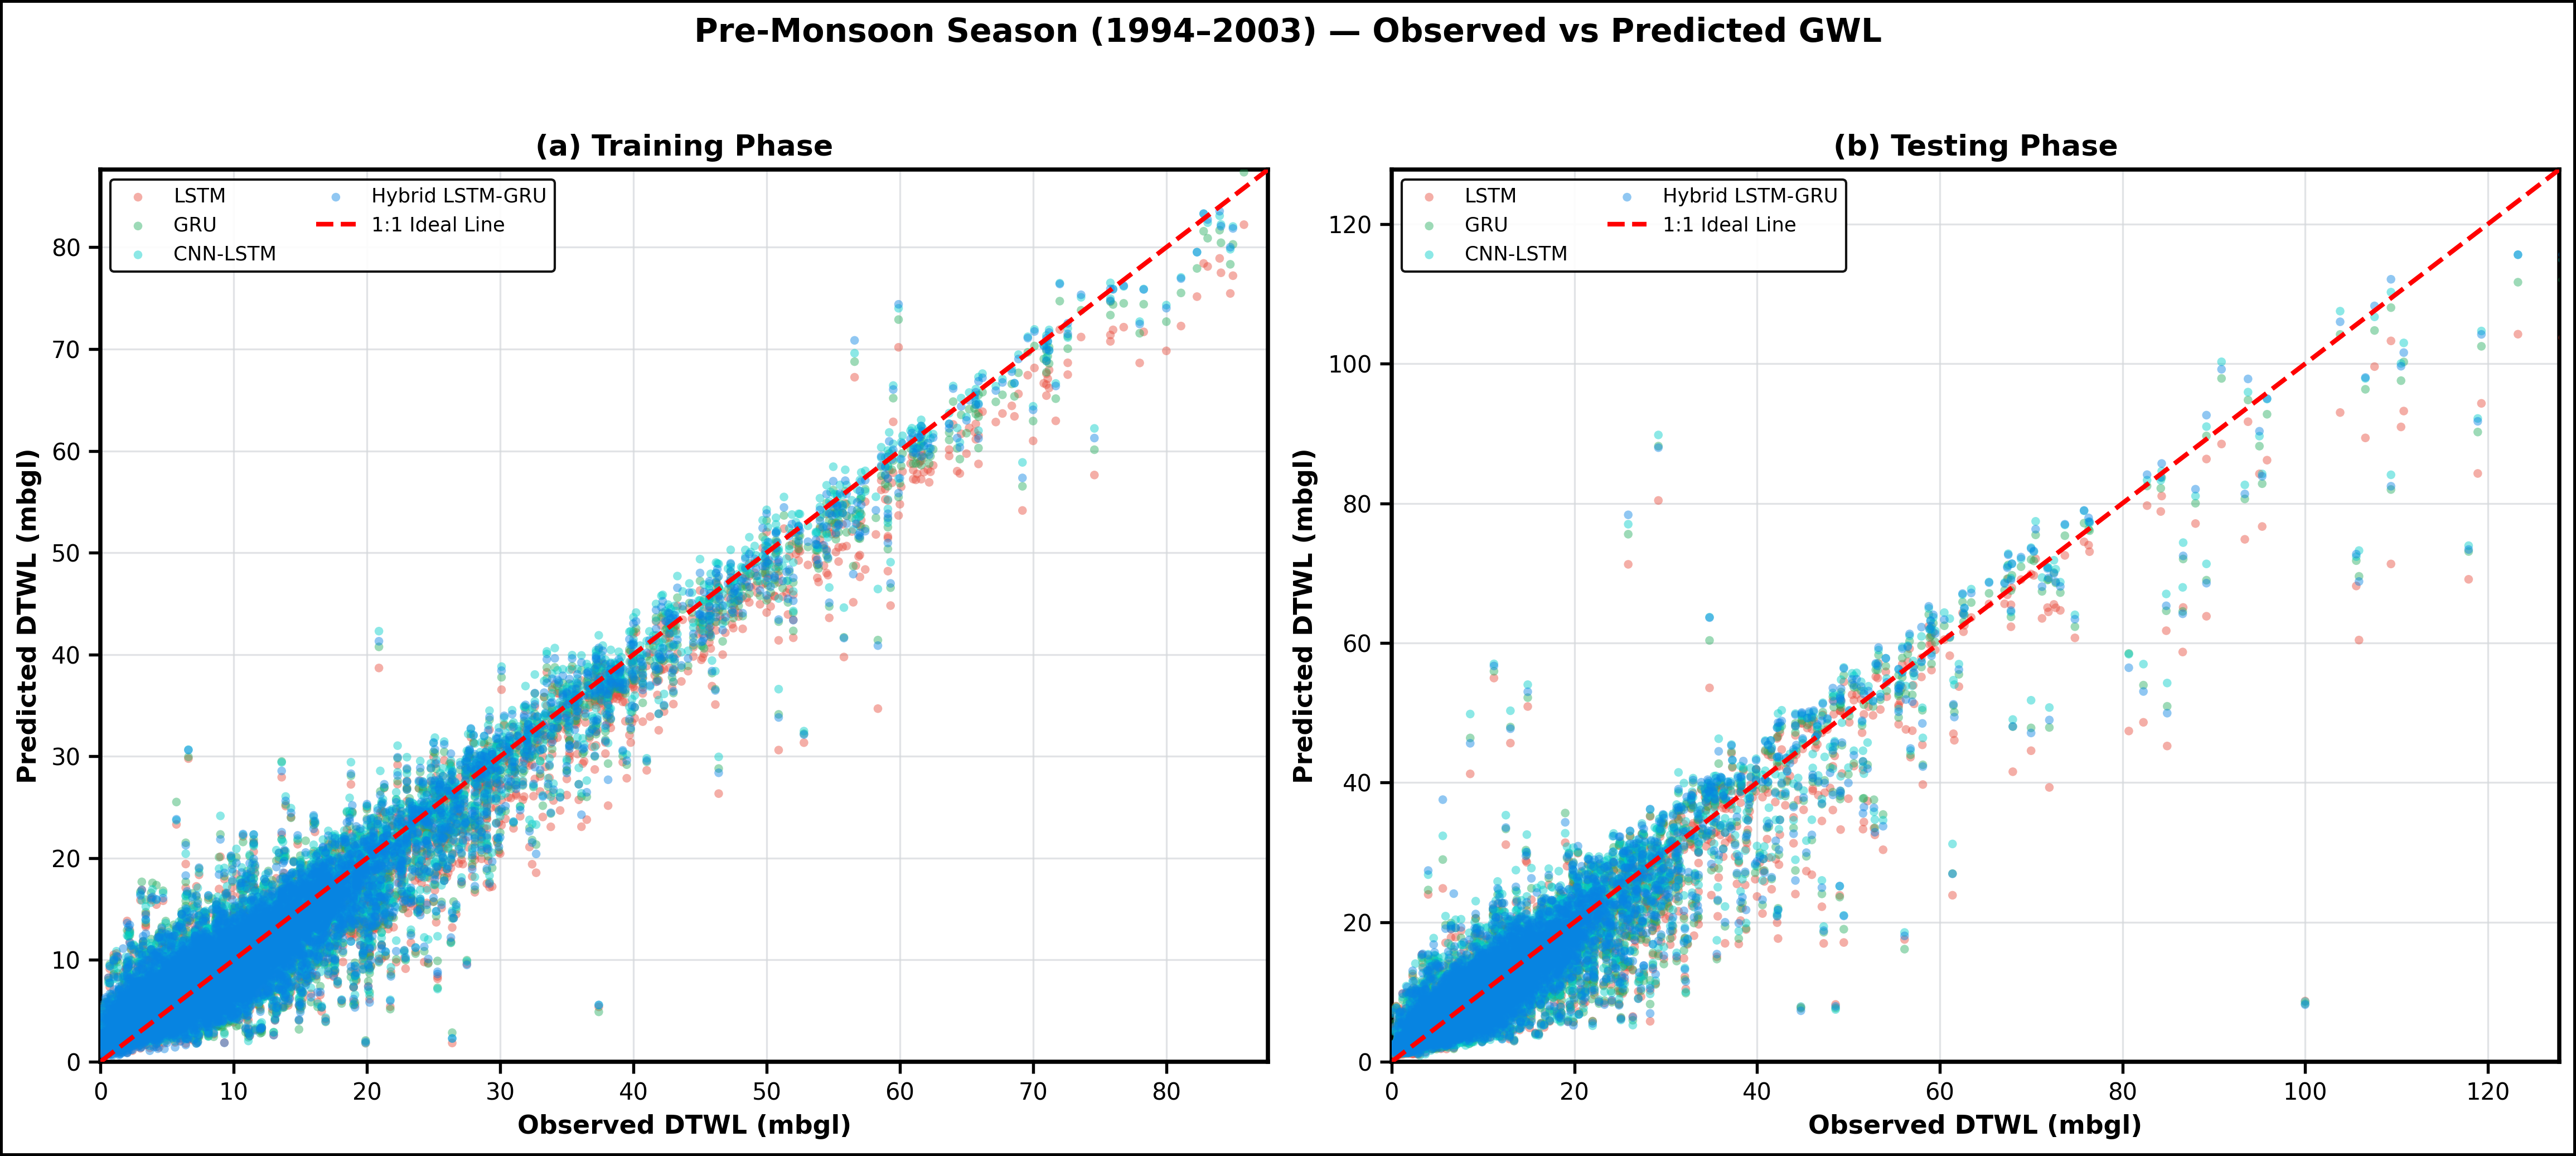 Pre-Monsoon Season (1994–2003) — Observed vs Predicted GWL
(a) Training Phase
LSTM
GRU
CNN-LSTM
Hybrid LSTM-GRU
1:1 Ideal Line
Predicted DTWL (mbgl)
80
70
60
50
40
30
20
10
0
0 10 20 30 40 50 60 70 80
Observed DTWL (mbgl)
(b) Testing Phase
LSTM
GRU
CNN-LSTM
Hybrid LSTM-GRU
1:1 Ideal Line
Predicted DTWL (mbgl)
120
100
80
60
40
20
0
0 20 40 60 80 100 120
Observed DTWL (mbgl)